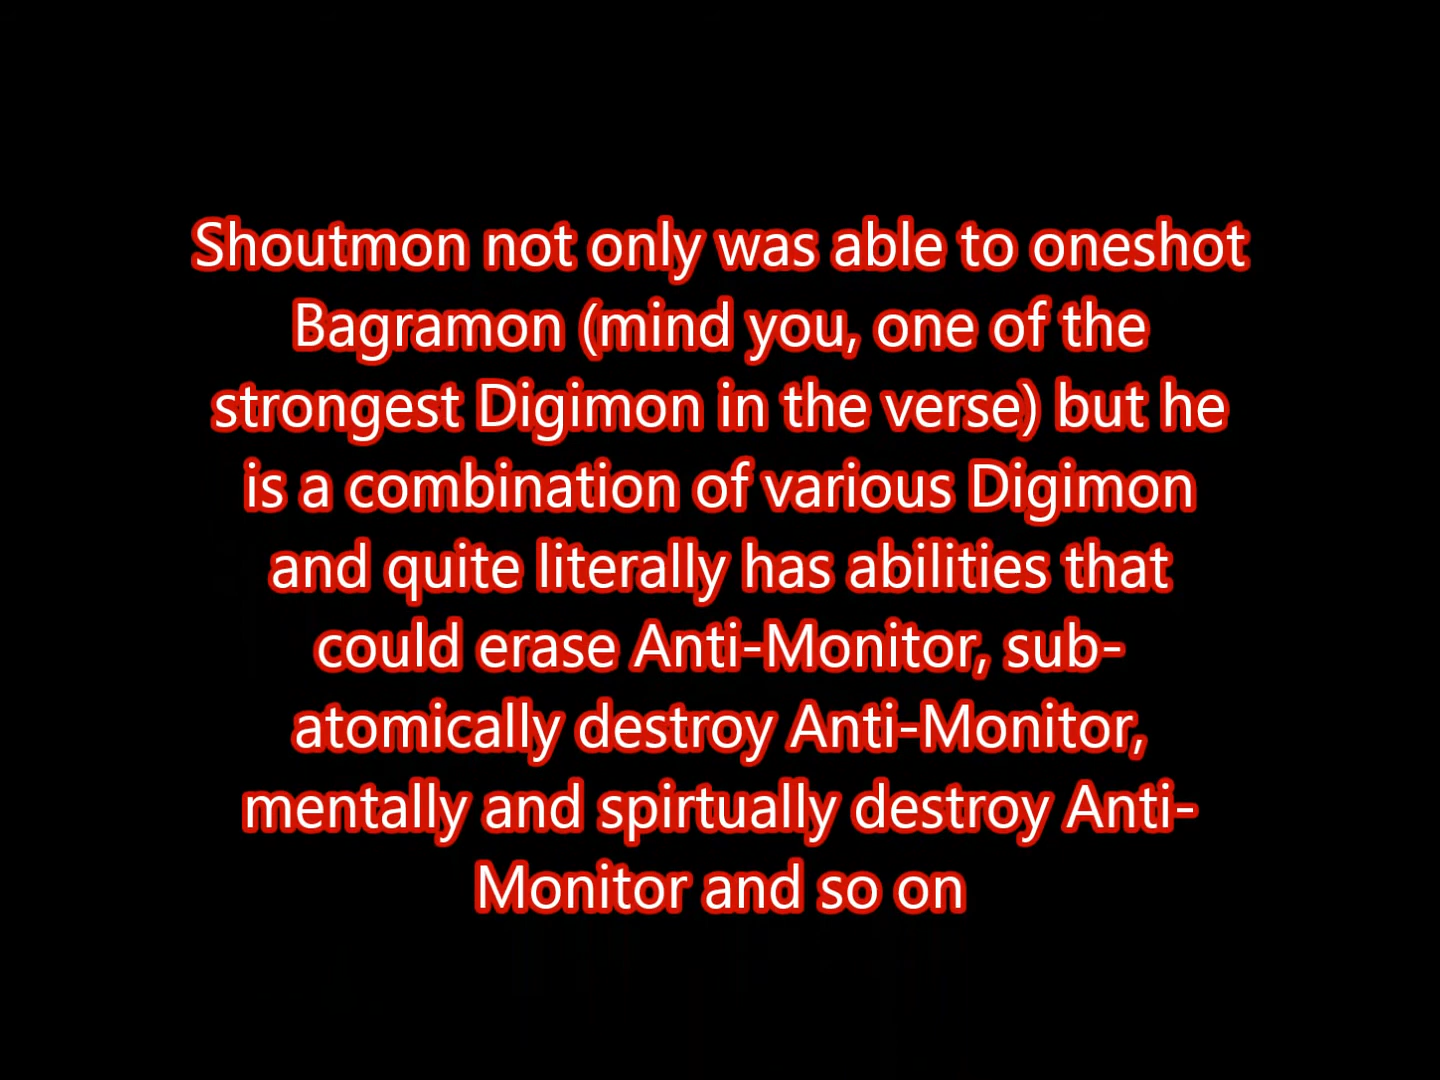 Shoutmon not only was able to oneshot
Bagramon (mind you, one of the
strongest Digimon in the verse) but he
is a combination of various Digimon
and quite literally has abilities that
could erase Anti-Monitor, sub-
atomically destroy Anti-Monitor,
mentally and spirtually destroy Anti-
Monitor and so on